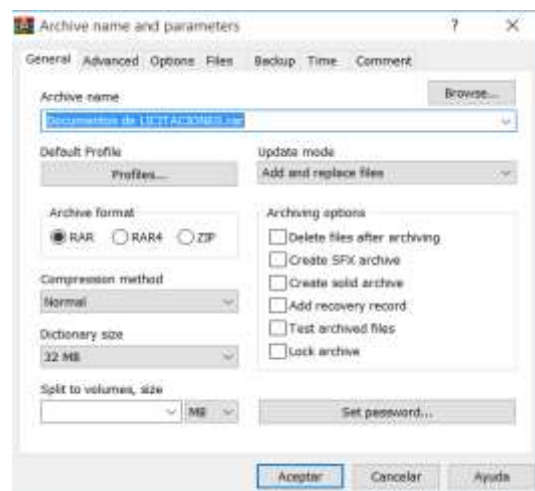 Archive name and parameters ? ×
General Advanced Options Files Backup Time Comment
Archive name
Browse...
Documentos de LICITACIONES.rar
Default Profile
Profiles...
Update mode
Add and replace files
Archive format
RAR RAR4 ZIP
Archiving options
Delete files after archiving
Create SFX archive
Create solid archive
Add recovery record
Test archived files
Lock archive
Compression method
Normal
Dictionary size
32 MB
Split to volumes, size
MB
Set password...
Aceptar Cancelar Ayuda